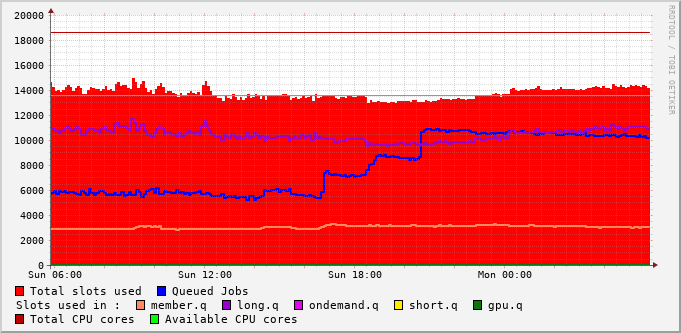 20000
18000
16000
14000
12000
10000
8000
6000
4000
2000
0
Sun 06:00 Sun 12:00 Sun 18:00 Mon 00:00
Total slots used Queued Jobs
Slots used in : member.q long.q ondemand.q short.q gpu.q
Total CPU cores Available CPU cores
RRDTOOL / TOBI OETIKER